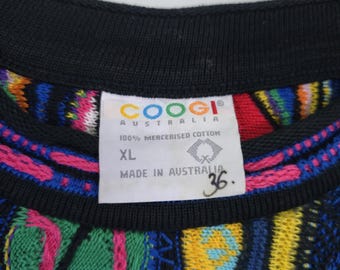 COOGI
AUSTRALIA
100% MERCERISED COTTON
XL
MADE IN AUSTRALIA
36.